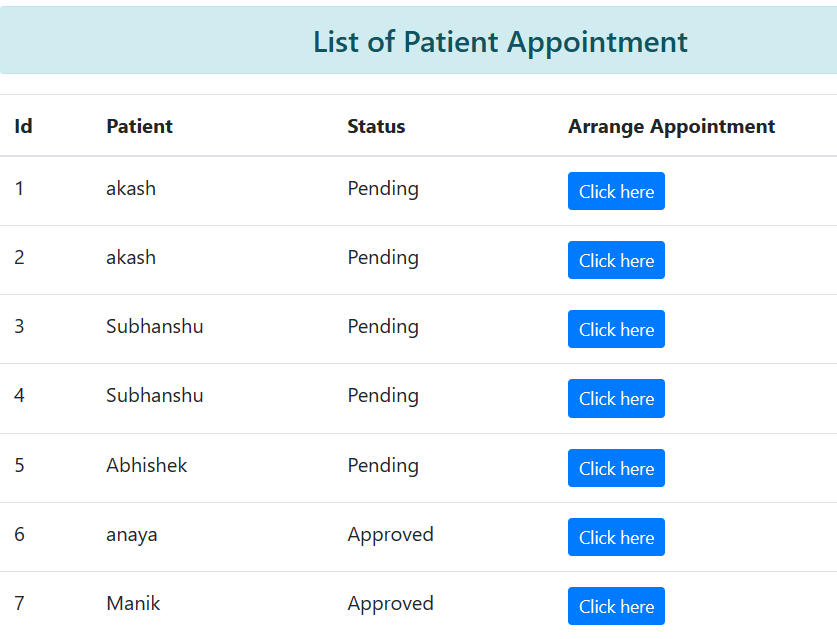 List of Patient Appointment
Id Patient Status Arrange Appointment
1 akash Pending Click here
2 akash Pending Click here
3 Subhanshu Pending Click here
4 Subhanshu Pending Click here
5 Abhishek Pending Click here
6 anaya Approved Click here
7 Manik Approved Click here